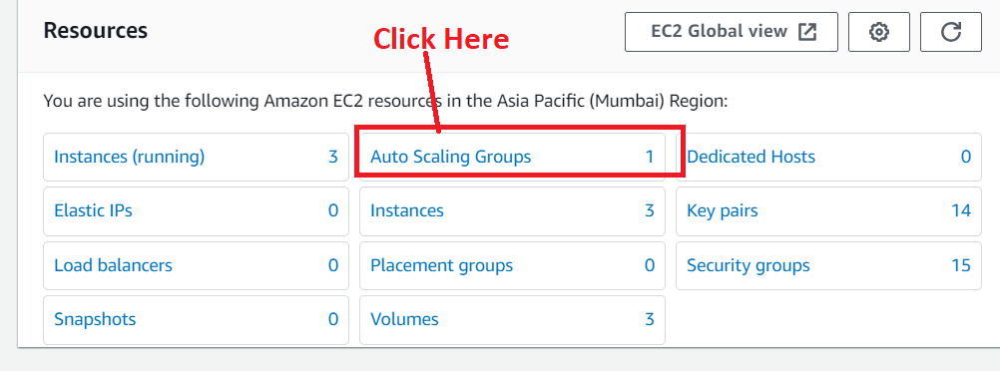 Resources
EC2 Global view
Click Here
You are using the following Amazon EC2 resources in the Asia Pacific (Mumbai) Region:
Instances (running) 3
Auto Scaling Groups 1
Dedicated Hosts 0
Elastic IPs 0
Instances 3
Key pairs 14
Load balancers 0
Placement groups 0
Security groups 15
Snapshots 0
Volumes 3